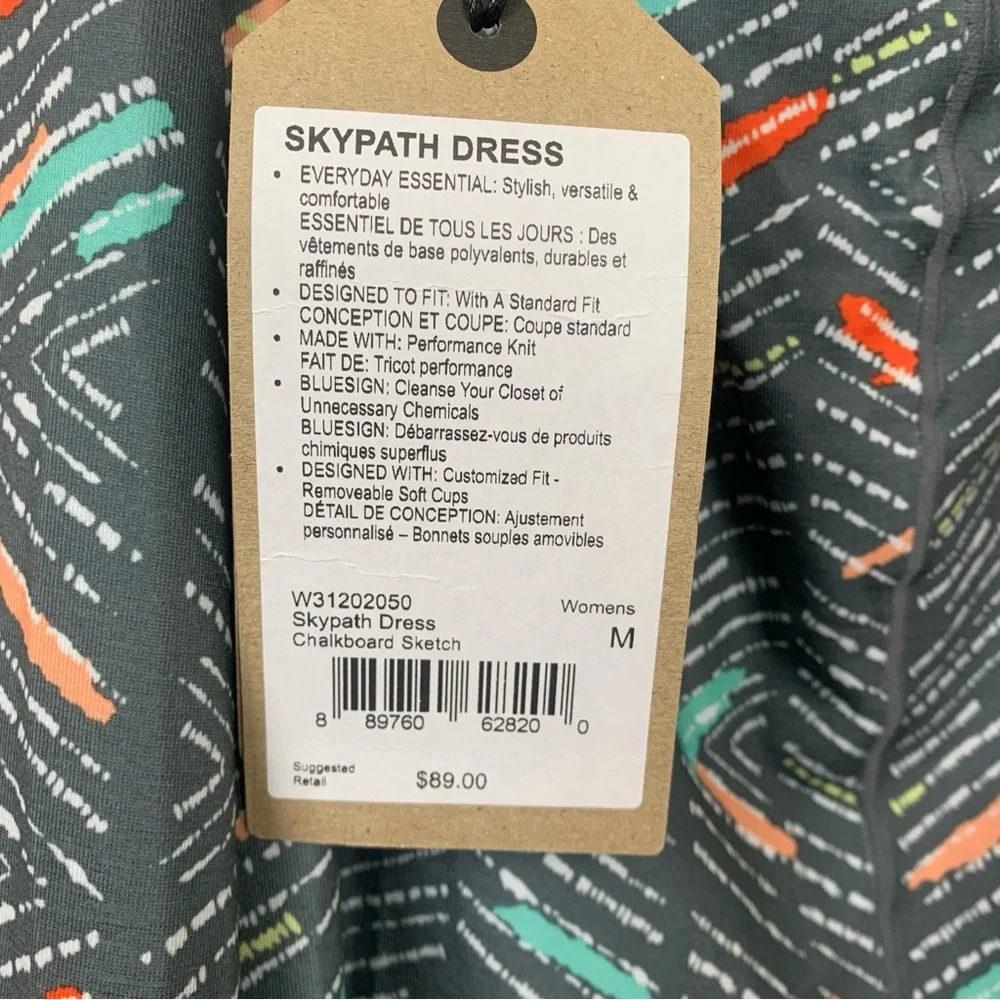 SKYPATH DRESS
• EVERYDAY ESSENTIAL: Stylish, versatile &
comfortable
ESSENTIEL DE TOUS LES JOURS : Des
vêtements de base polyvalents, durables et
raffinés
• DESIGNED TO FIT: With A Standard Fit
CONCEPTION ET COUPE: Coupe standard
• MADE WITH: Performance Knit
FAIT DE: Tricot performance
• BLUESIGN: Cleanse Your Closet of
Unnecessary Chemicals
BLUESIGN: Débarrassez-vous de produits
chimiques superflus
• DESIGNED WITH: Customized Fit -
Removeable Soft Cups
DÉTAIL DE CONCEPTION: Ajustement
personnalisé – Bonnets souples amovibles
W31202050
Skypath Dress
Chalkboard Sketch
Womens
M
8 89760 62820 0
Suggested
Retail
$89.00